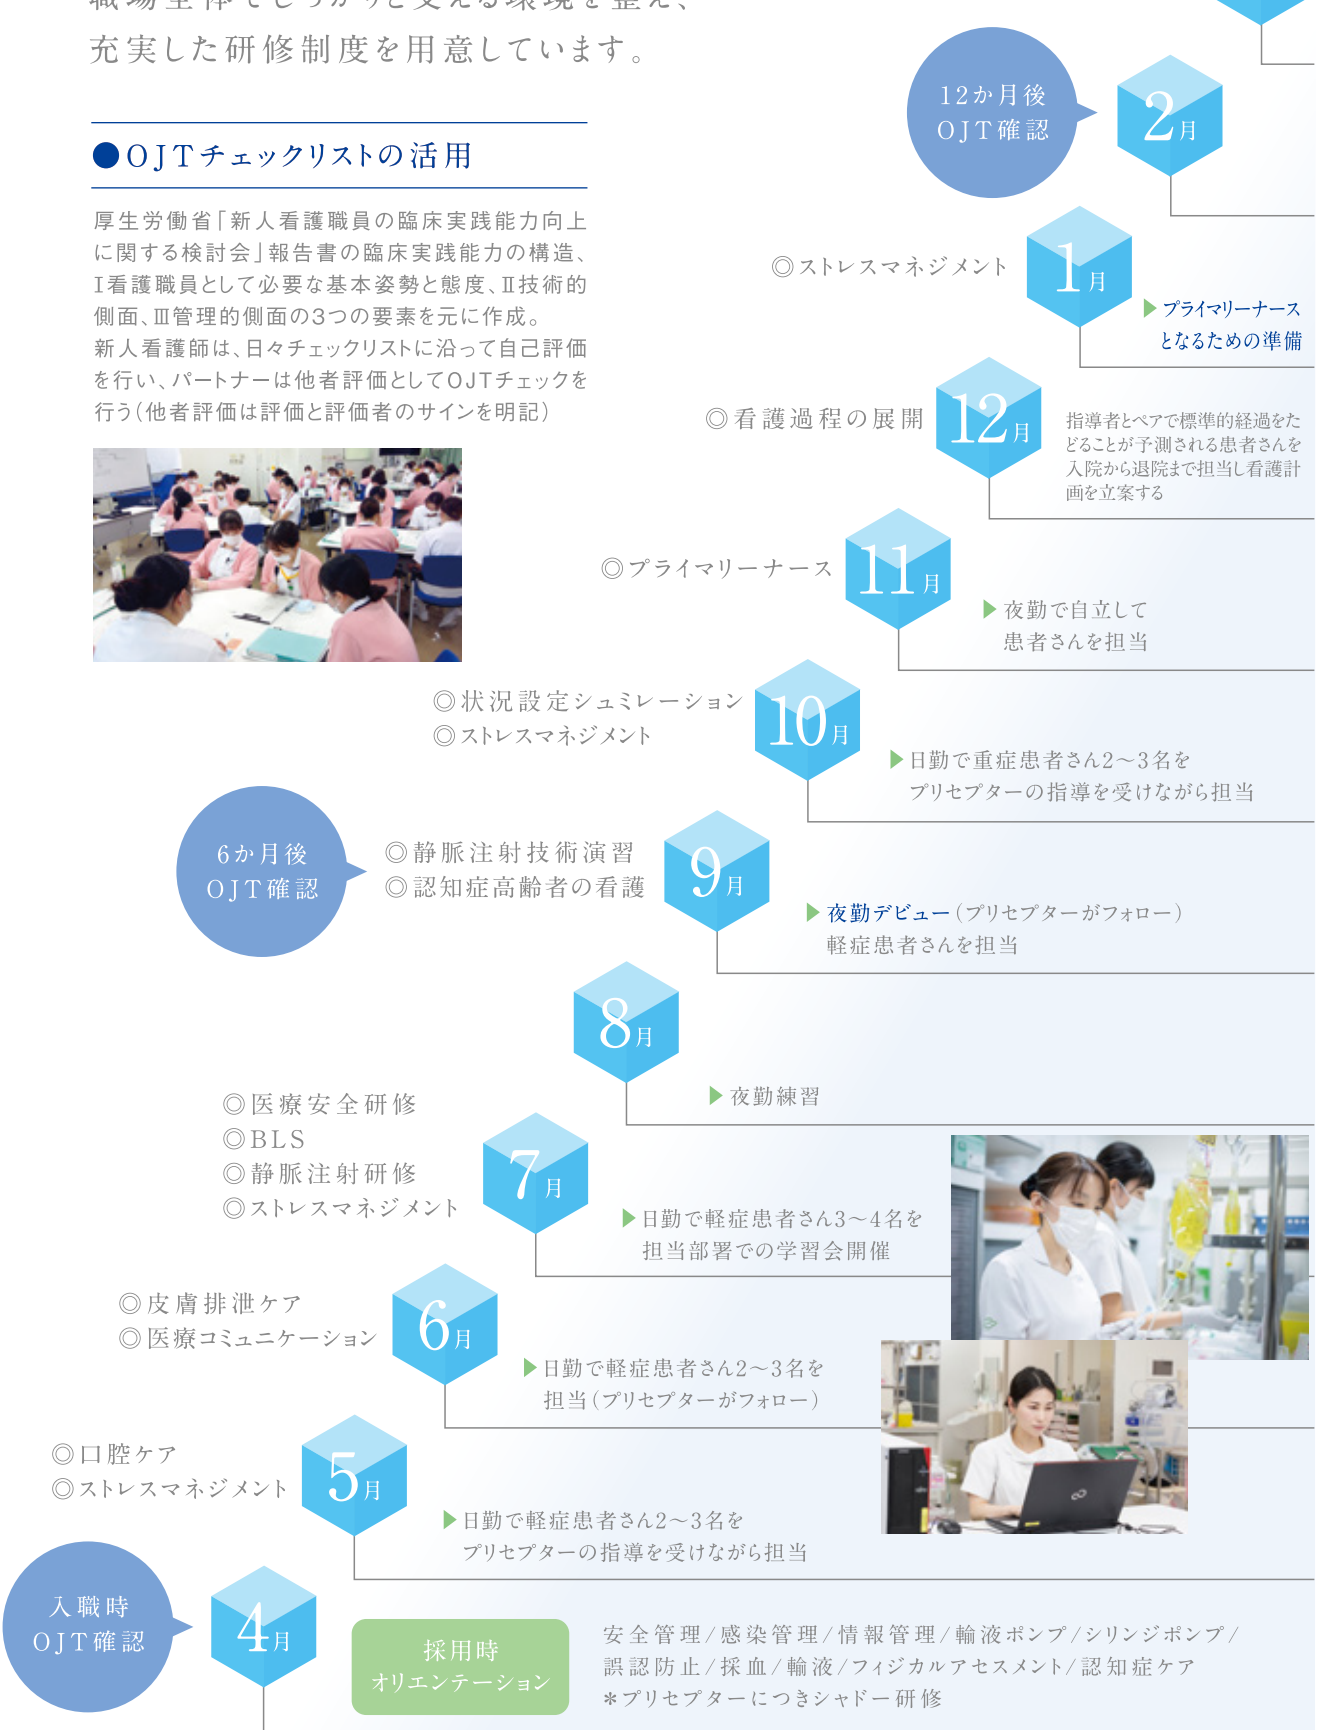 職場全体でしっかりと支える環境を整え、
充実した研修制度を用意しています。
●OJTチェックリストの活用
厚生労働省「新人看護職員の臨床実践能力向上
に関する検討会」報告書の臨床実践能力の構造、
Ⅰ看護職員として必要な基本姿勢と態度、Ⅱ技術的
側面、Ⅲ管理的側面の3つの要素を元に作成。
新人看護師は、日々チェックリストに沿って自己評価
を行い、パートナーは他者評価としてOJTチェックを
行う(他者評価は評価と評価者のサインを明記)
12か月後
OJT確認
2月
◎ストレスマネジメント
1月
▶プライマリーナース
となるための準備
◎看護過程の展開
12月
指導者とペアで標準的経過をた
どることが予測される患者さんを
入院から退院まで担当し看護計
画を立案する
◎プライマリーナース
11月
▶夜勤で自立して
患者さんを担当
◎状況設定シュミレーション
◎ストレスマネジメント
10月
▶日勤で重症患者さん2〜3名を
プリセプターの指導を受けながら担当
6か月後
OJT確認
◎静脈注射技術演習
◎認知症高齢者の看護
9月
▶夜勤デビュー(プリセプターがフォロー)
軽症患者さんを担当
8月
▶夜勤練習
◎医療安全研修
◎BLS
◎静脈注射研修
◎ストレスマネジメント
7月
▶日勤で軽症患者さん3〜4名を
担当部署での学習会開催
◎皮膚排泄ケア
◎医療コミュニケーション
6月
▶日勤で軽症患者さん2〜3名を
担当(プリセプターがフォロー)
◎口腔ケア
◎ストレスマネジメント
5月
▶日勤で軽症患者さん2〜3名を
プリセプターの指導を受けながら担当
入職時
OJT確認
4月
採用時
オリエンテーション
安全管理/感染管理/情報管理/輸液ポンプ/シリンジポンプ/
誤認防止/採血/輸液/フィジカルアセスメント/認知症ケア
＊プリセプターにつきシャドー研修